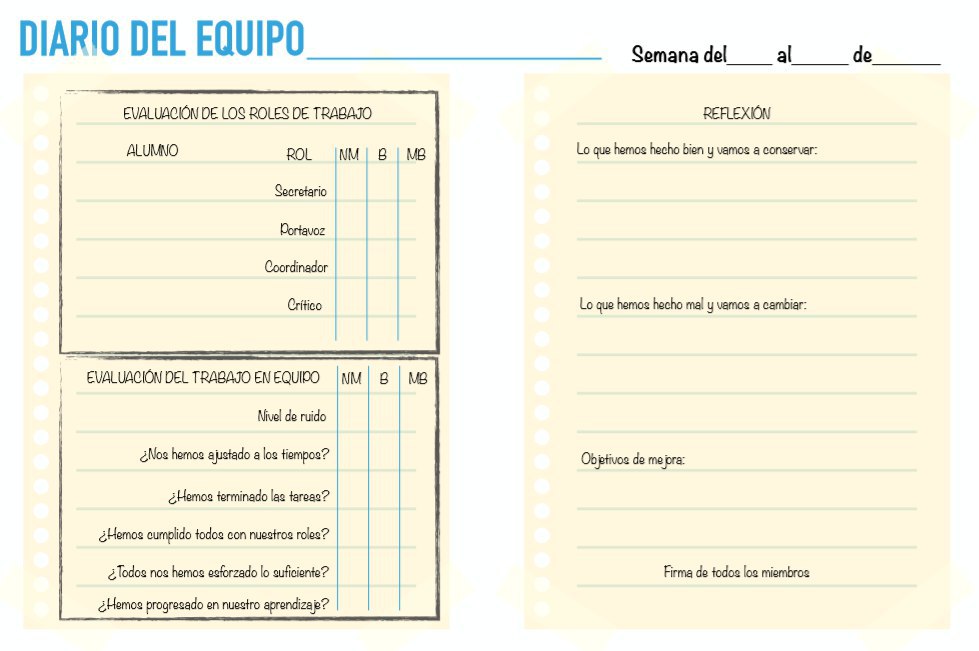 DIARIO DEL EQUIPO____________________
Semana del____ al_____ de______
EVALUACIÓN DE LOS ROLES DE TRABAJO
ALUMNO ROL NM B MB
Secretario
Portavoz
Coordinador
Crítico
EVALUACIÓN DEL TRABAJO EN EQUIPO NM B MB
Nivel de ruido
¿Nos hemos ajustado a los tiempos?
¿Hemos terminado las tareas?
¿Hemos cumplido todos con nuestros roles?
¿Todos nos hemos esforzado lo suficiente?
¿Hemos progresado en nuestro aprendizaje?
REFLEXIÓN
Lo que hemos hecho bien y vamos a conservar:
Lo que hemos hecho mal y vamos a cambiar:
Objetivos de mejora:
Firma de todos los miembros